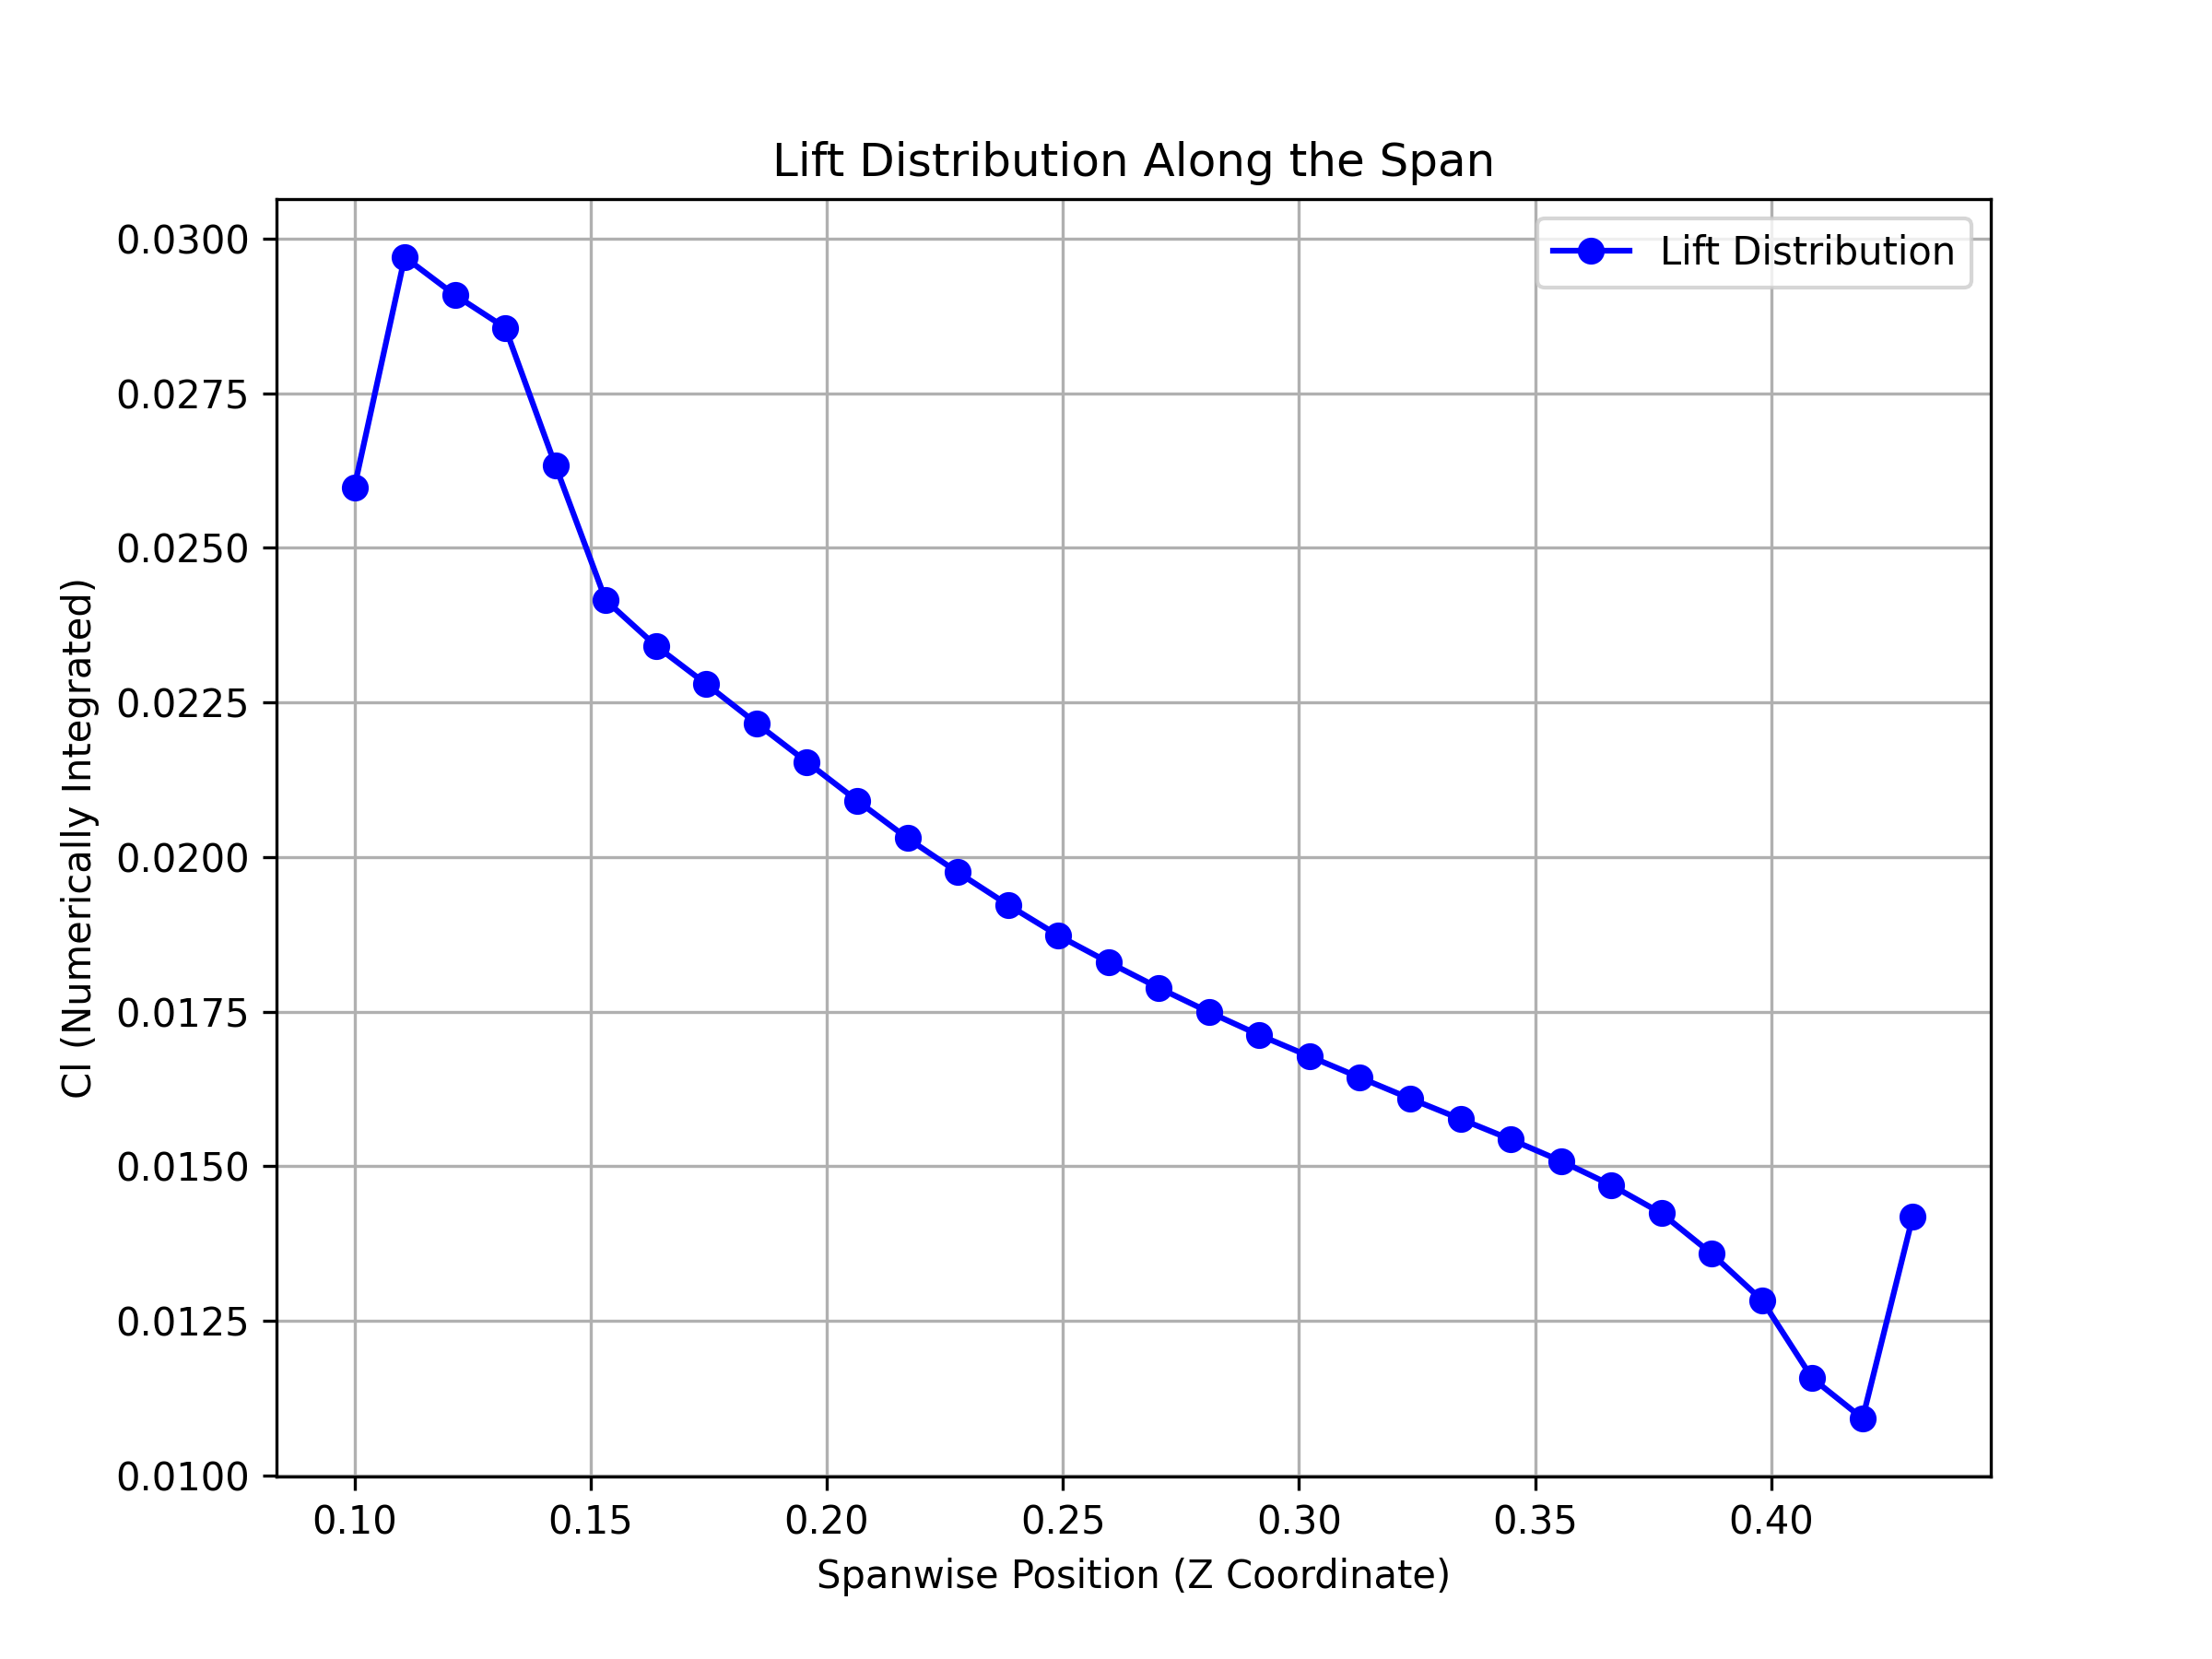 Lift Distribution Along the Span
Lift Distribution
0.0300
0.0275
0.0250
0.0225
0.0200
0.0175
0.0150
0.0125
0.0100
Cl (Numerically Integrated)
0.10 0.15 0.20 0.25 0.30 0.35 0.40
Spanwise Position (Z Coordinate)